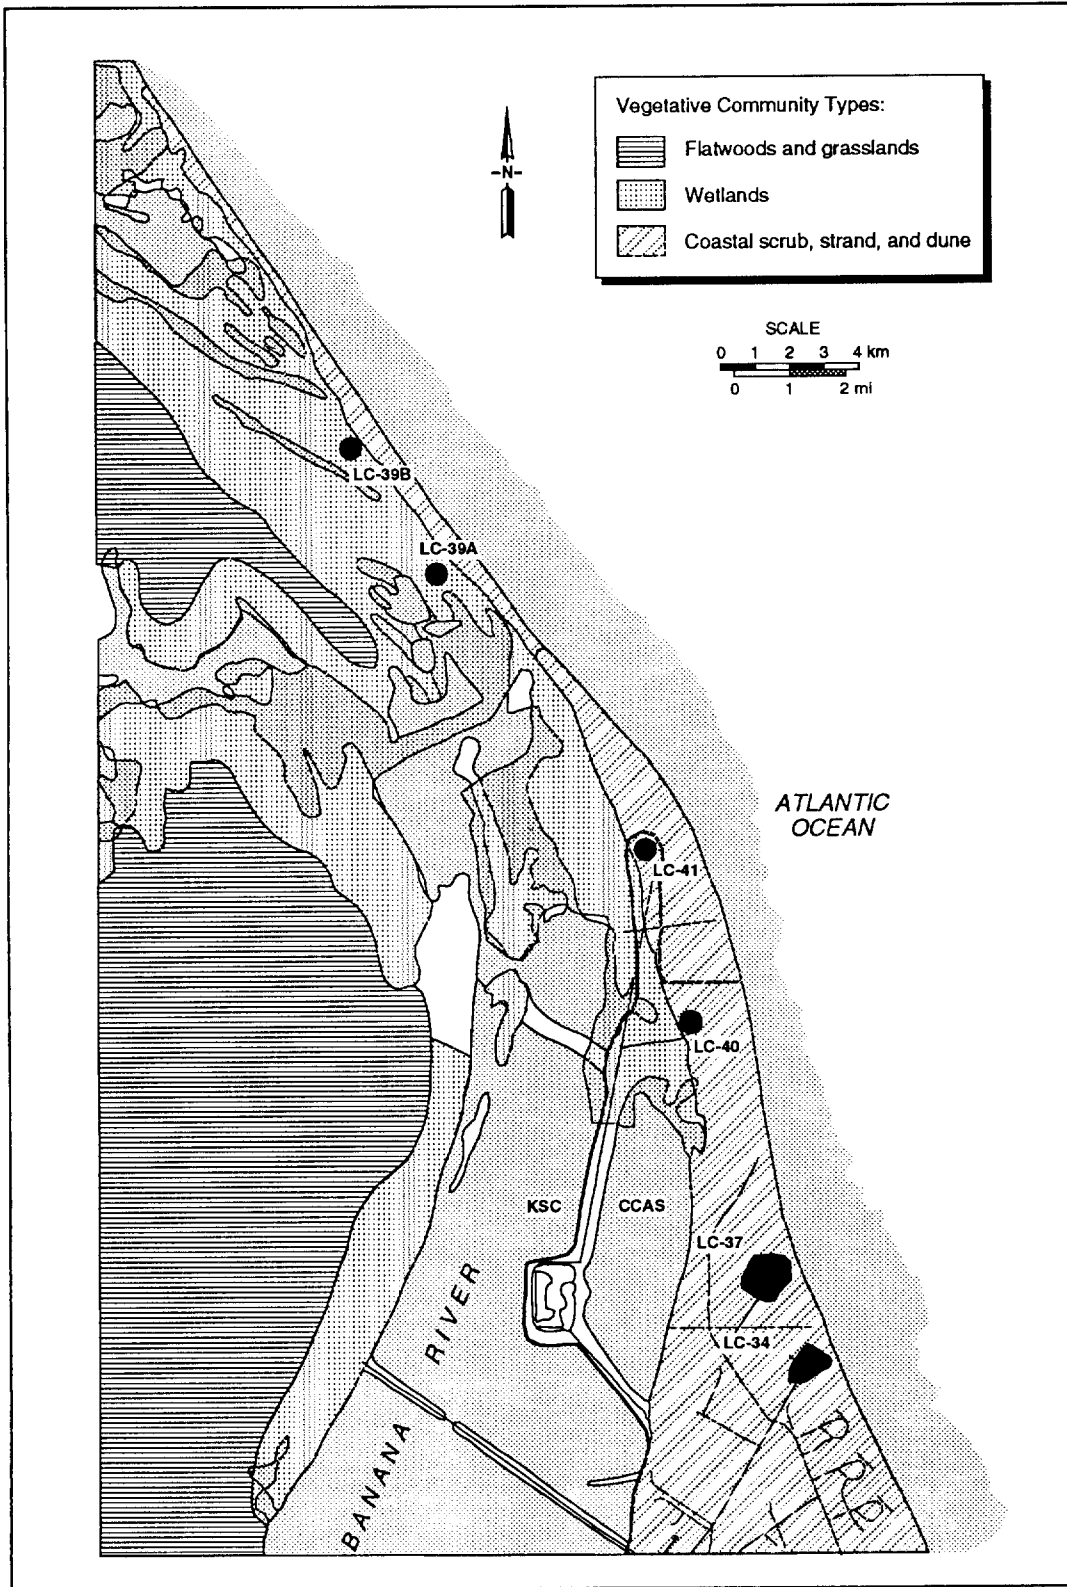 Vegetative Community Types:
Flatwoods and grasslands
Wetlands
Coastal scrub, strand, and dune
-N-
SCALE
0 1 2 3 4 km
0 1 2 mi
LC-39B
LC-39A
ATLANTIC
OCEAN
LC-41
LC-40
KSC
CCAS
LC-37
LC-34
BANANA RIVER